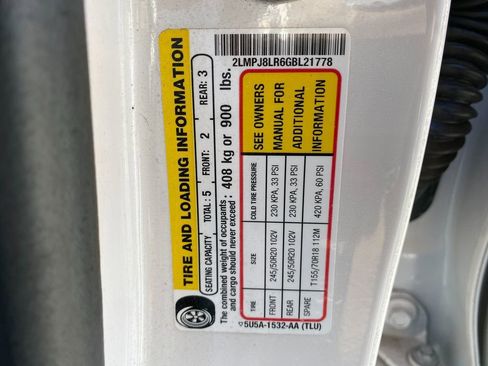 2LMPJ8LR6GBL21778
TIRE AND LOADING INFORMATION
SEATING CAPACITY TOTAL: 5 FRONT: 2 REAR: 3
The combined weight of occupants
and cargo should never exceed : 408 kg or 900 lbs.
TIRE SIZE COLD TIRE PRESSURE
FRONT 245/50R20 102V 230 KPA, 33 PSI
REAR 245/50R20 102V 230 KPA, 33 PSI
SPARE T155/70R18 112M 420 KPA, 60 PSI
SEE OWNERS
MANUAL FOR
ADDITIONAL
INFORMATION
5U5A-1532-AA (TLU)